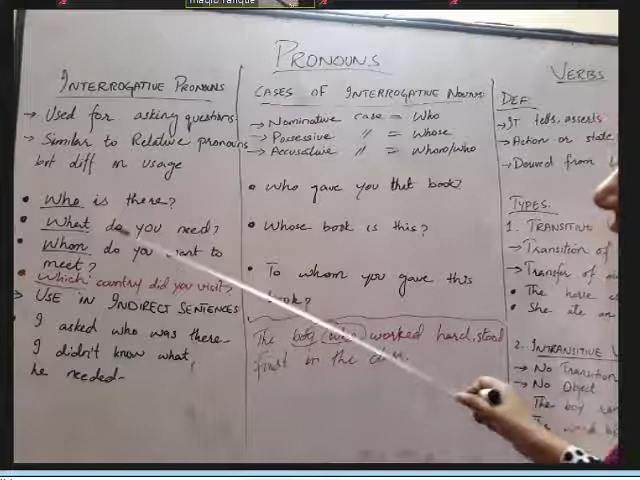 PRONOUNS
INTERROGATIVE PRONOUNS
→ Used for asking questions
→ Similar to Relative pronouns
but diff in usage
• Who is there?
• What do you need?
• Whom do you want to
meet?
• Which country did you visit?
→ USE IN INDIRECT SENTENCES
• I asked who was there.
I didn't know what
he needed.
CASES OF INTERROGATIVE NOUNS:
→ Nominative case = Who
→ Possessive " = Whose
→ Accusative " = Whom/who
• Who gave you that book?
• Whose book is this?
• To whom you gave this
book?
The boy (who) worked hard, stood
first in the class.
VERBS
DEF
→ IT tells, asserts
→ Action or state
→ Derived from
TYPES:
1. TRANSITIVE
→ Transition of
→ Transfer of
• The horse
• She ate an
2. INTRANSITIVE
→ No Transition
→ No Object
The boy